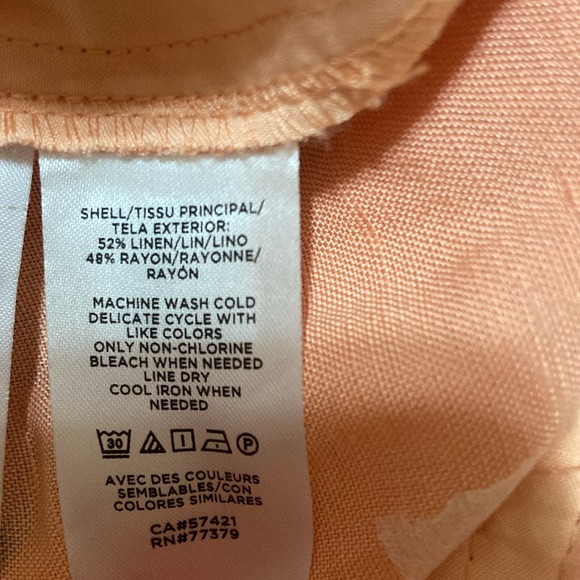 SHELL/TISSU PRINCIPAL/
TELA EXTERIOR:
52% LINEN/LIN/LINO
48% RAYON/RAYONNE/
RAYÓN
MACHINE WASH COLD
DELICATE CYCLE WITH
LIKE COLORS
ONLY NON-CHLORINE
BLEACH WHEN NEEDED
LINE DRY
COOL IRON WHEN
NEEDED
30 P
AVEC DES COULEURS
SEMBLABLES/CON
COLORES SIMILARES
CA#57421
RN#77379